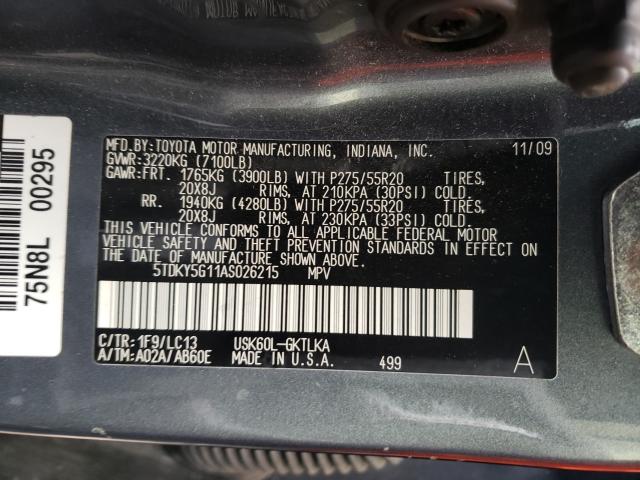 75N8L 00295
MFD.BY:TOYOTA MOTOR MANUFACTURING, INDIANA, INC. 11/09
GVWR:3220KG (7100LB)
GAWR:FRT. 1765KG (3900LB) WITH P275/55R20 TIRES,
20X8J RIMS, AT 210KPA (30PSI) COLD.
RR. 1940KG (4280LB) WITH P275/55R20 TIRES,
20X8J RIMS, AT 230KPA (33PSI) COLD.
THIS VEHICLE CONFORMS TO ALL APPLICABLE FEDERAL MOTOR
VEHICLE SAFETY AND THEFT PREVENTION STANDARDS IN EFFECT
ON THE DATE OF MANUFACTURE SHOWN ABOVE.
5TDKY5G11AS026215 MPV
C/TR:1F9/LC13 USK60L-GKTLKA
A/TM:A02A/AB60E MADE IN U.S.A. 499 A